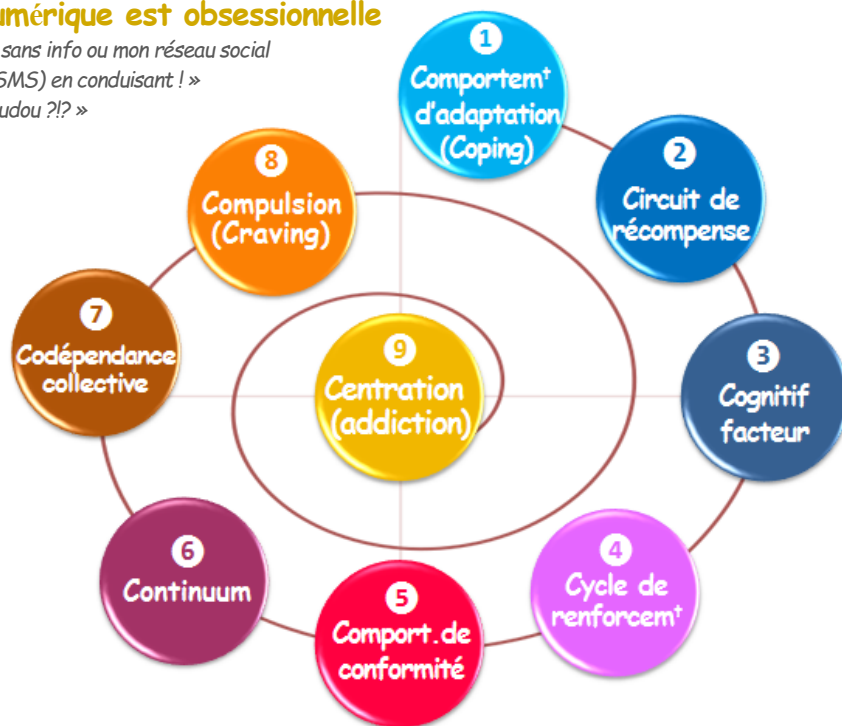 umérique est obsessionnelle
sans info ou mon réseau social
SMS) en conduisant ! »
udou ?!? »
1
Comportem†
d'adaptation
(Coping)
2
Circuit de
récompense
3
Cognitif
facteur
4
Cycle de
renforcem†
5
Comport.de
conformité
6
Continuum
7
Codépendance
collective
8
Compulsion
(Craving)
9
Centration
(addiction)